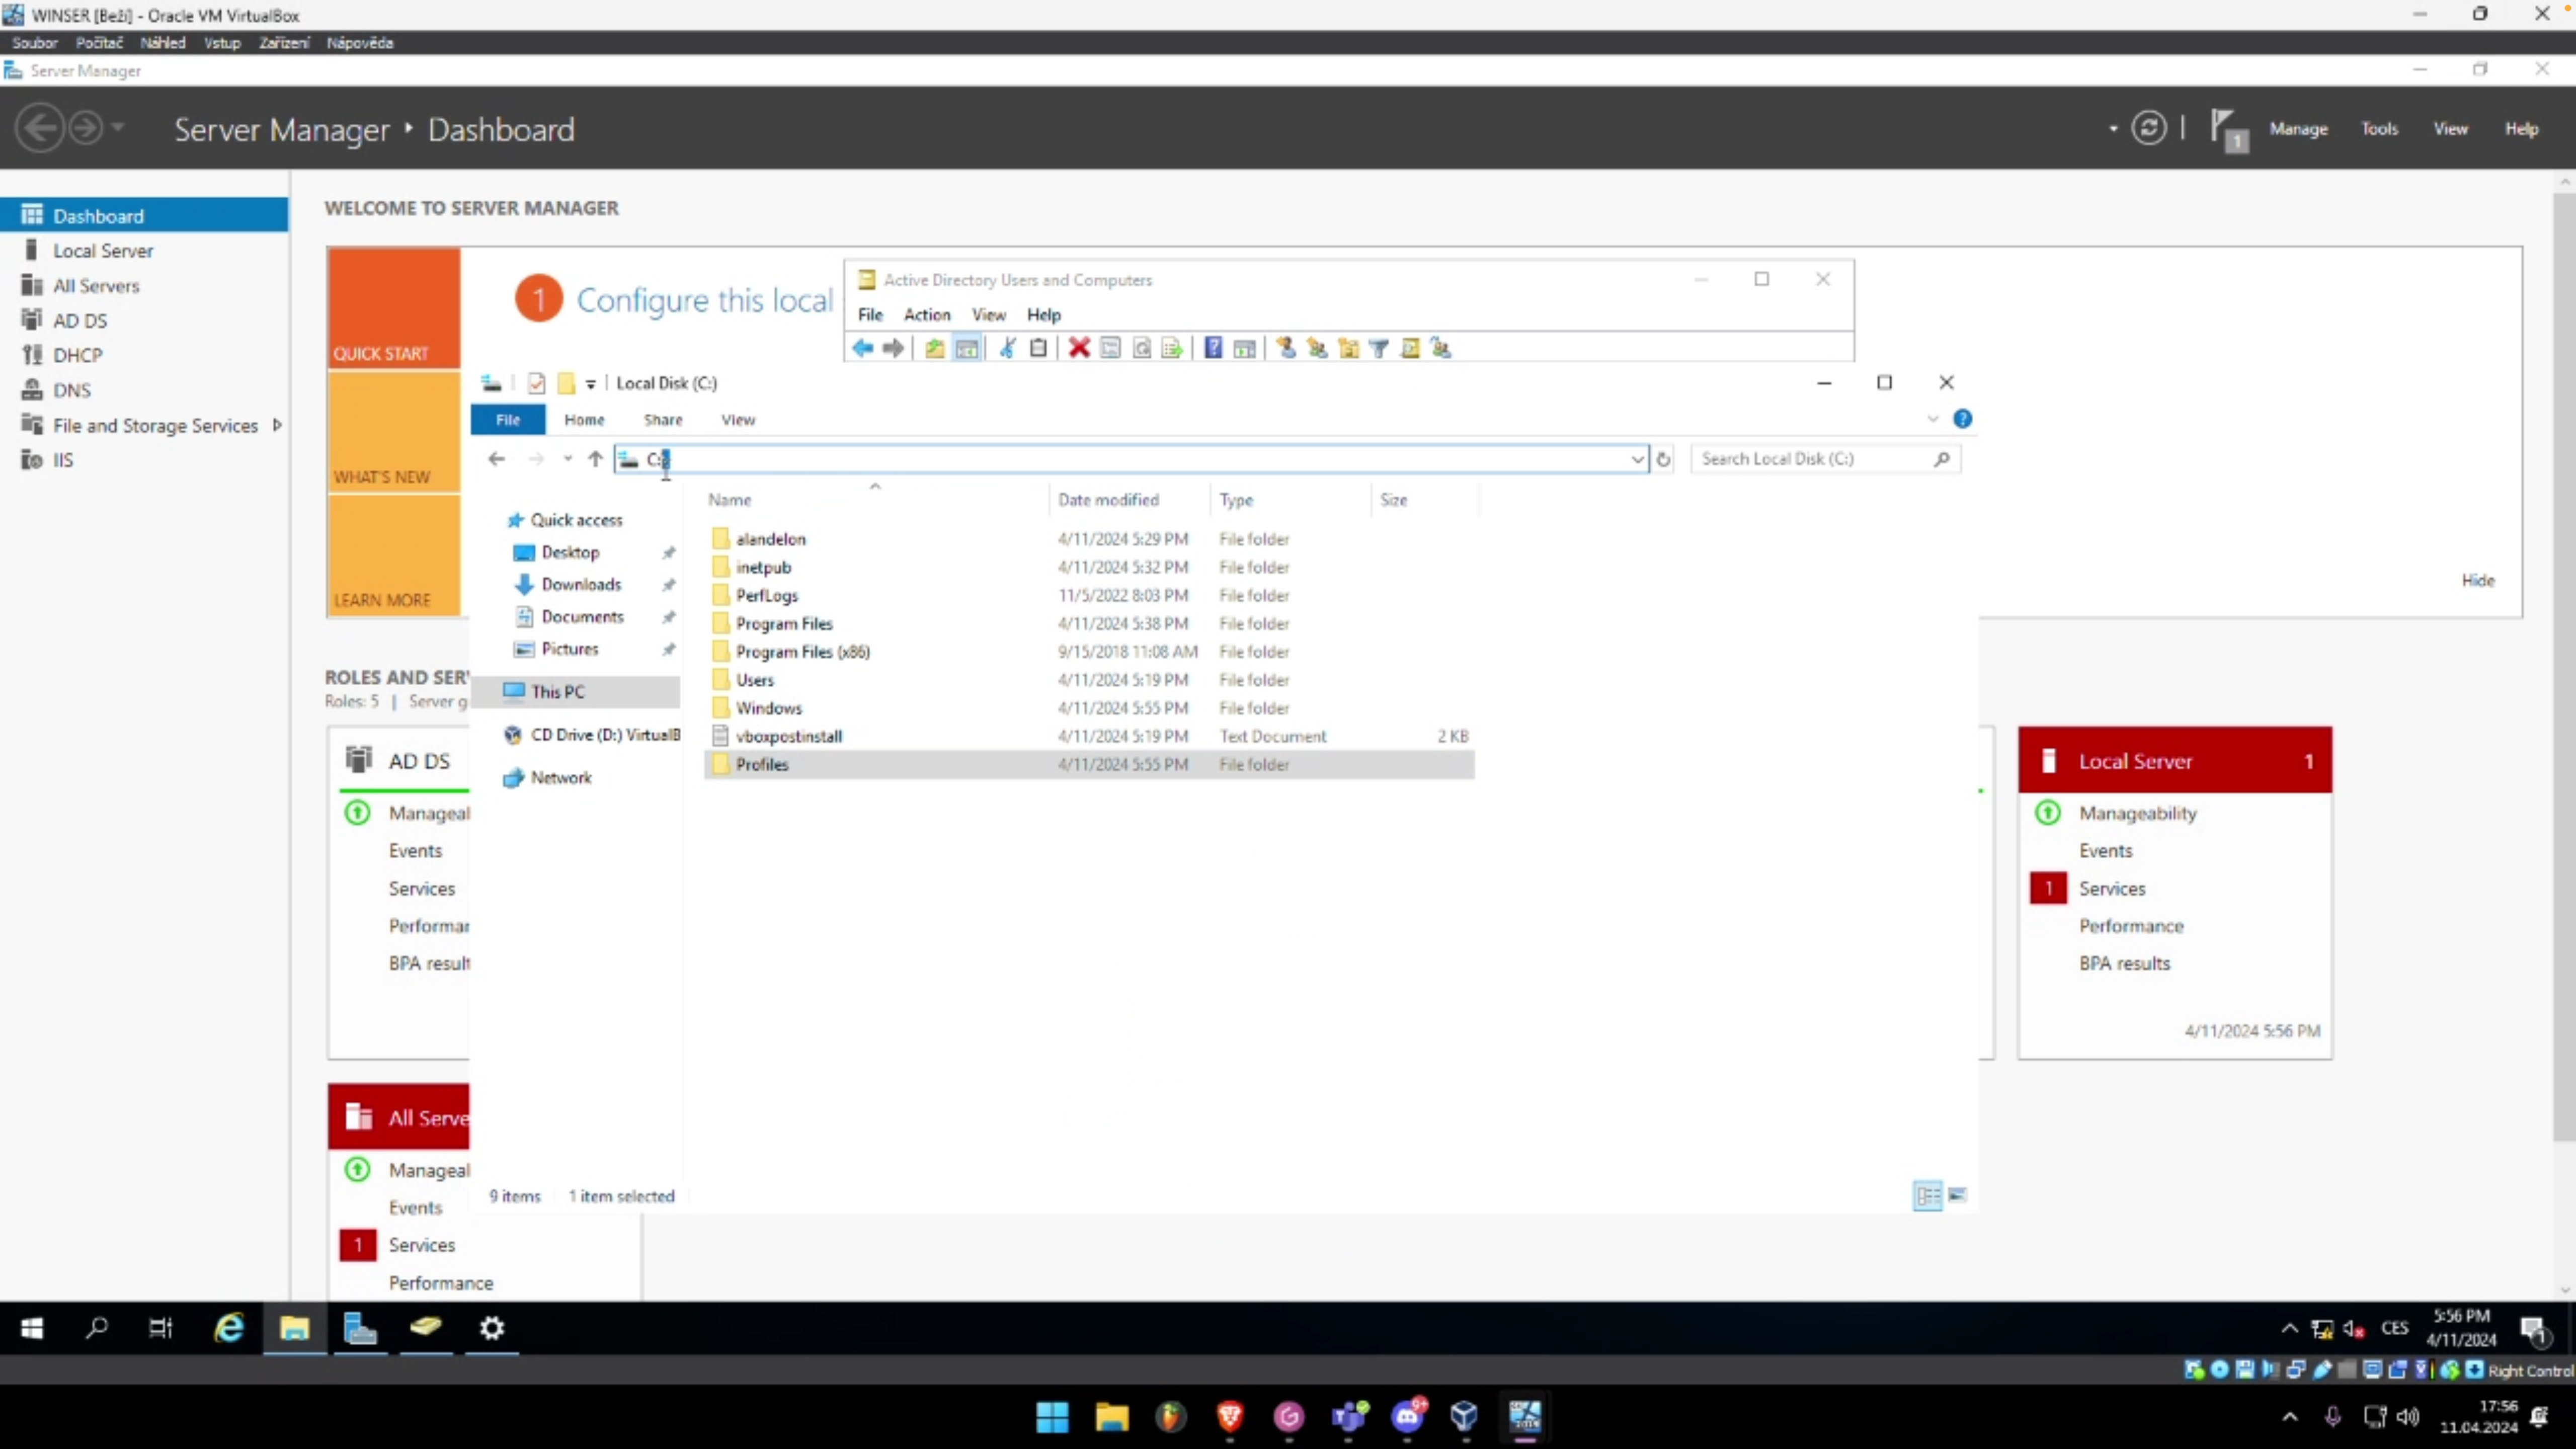 WINSER [Beží] - Oracle VM VirtualBox
Soubor Počítač Náhled Vstup Zařízení Nápověda
Server Manager
Server Manager ‣ Dashboard
1
Manage Tools View Help
Dashboard
Local Server
All Servers
AD DS
DHCP
DNS
File and Storage Services
IIS
WELCOME TO SERVER MANAGER
QUICK START
WHAT'S NEW
LEARN MORE
1 Configure this local
Hide
Active Directory Users and Computers
File Action View Help
Local Disk (C:)
File Home Share View
Search Local Disk (C:)
Quick access
Desktop
Downloads
Documents
Pictures
This PC
CD Drive (D:) VirtualB
Network
Name Date modified Type Size
alandelon 4/11/2024 5:29 PM File folder
inetpub 4/11/2024 5:32 PM File folder
PerfLogs 11/5/2022 8:03 PM File folder
Program Files 4/11/2024 5:38 PM File folder
Program Files (x86) 9/15/2018 11:08 AM File folder
Users 4/11/2024 5:19 PM File folder
Windows 4/11/2024 5:55 PM File folder
vboxpostinstall 4/11/2024 5:19 PM Text Document 2 KB
Profiles 4/11/2024 5:55 PM File folder
9 items 1 item selected
ROLES AND SER
Roles: 5 | Server g
AD DS
Manageal
Events
Services
Performar
BPA result
Local Server 1
Manageability
Events
1 Services
Performance
BPA results
4/11/2024 5:56 PM
All Serve
Manageal
Events
1 Services
Performance
CES
5:56 PM
4/11/2024
1
Right Control
9+
17:56
11.04.2024